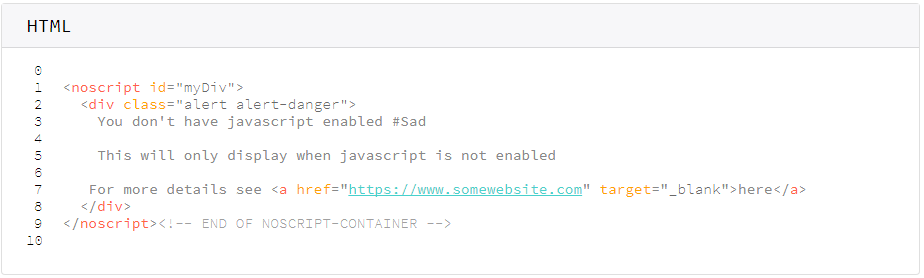 HTML
0
1 <noscript id="myDiv">
2 <div class="alert alert-danger">
3 You don't have javascript enabled #Sad
4
5 This will only display when javascript is not enabled
6
7 For more details see <a href="https://www.somewebsite.com" target="_blank">here</a>
8 </div>
9 </noscript><!-- END OF NOSCRIPT-CONTAINER -->
10